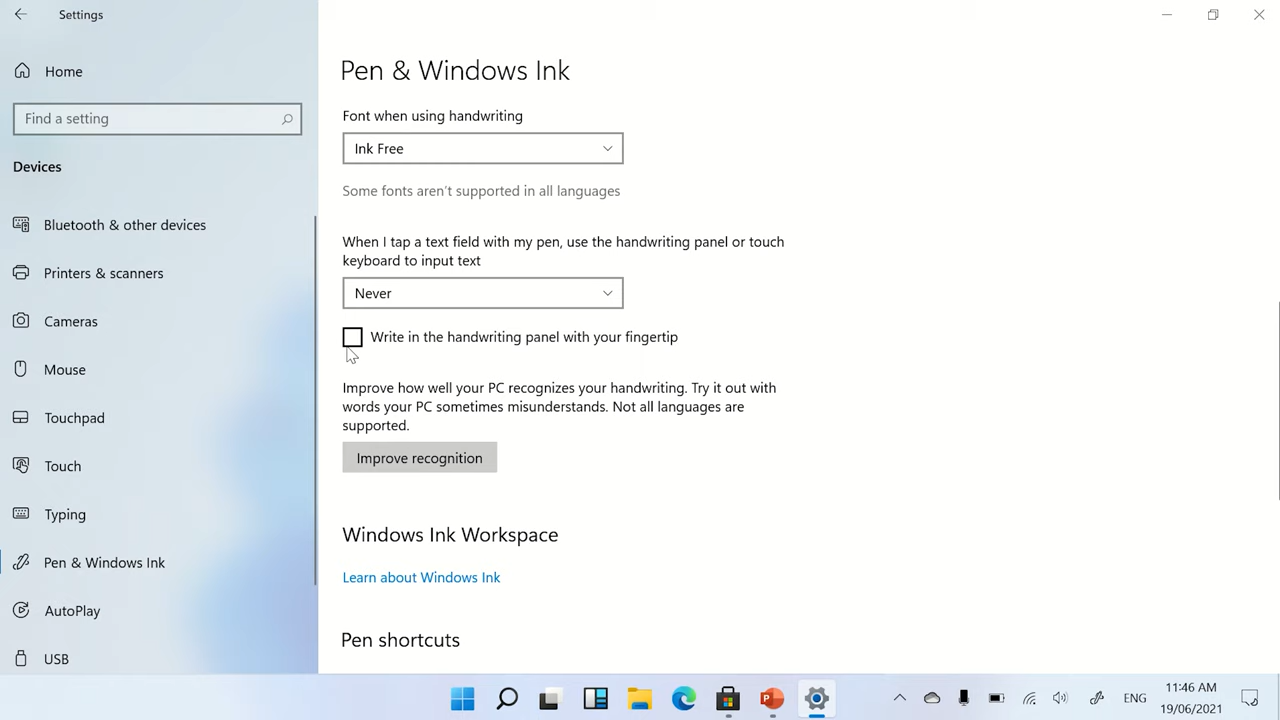 Settings
Home
Find a setting
Devices
Bluetooth & other devices
Printers & scanners
Cameras
Mouse
Touchpad
Touch
Typing
Pen & Windows Ink
AutoPlay
USB
Pen & Windows Ink
Font when using handwriting
Ink Free
Some fonts aren't supported in all languages
When I tap a text field with my pen, use the handwriting panel or touch
keyboard to input text
Never
Write in the handwriting panel with your fingertip
Improve how well your PC recognizes your handwriting. Try it out with
words your PC sometimes misunderstands. Not all languages are
supported.
Improve recognition
Windows Ink Workspace
Learn about Windows Ink
Pen shortcuts
ENG
11:46 AM
19/06/2021